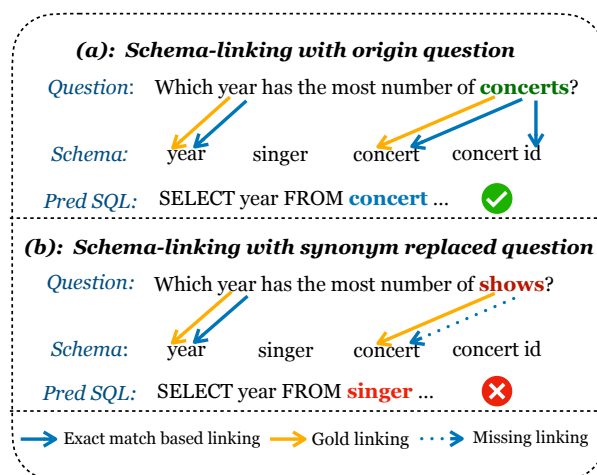 (a): Schema-linking with origin question
Question: Which year has the most number of concerts?
Schema: year singer concert concert id
Pred SQL: SELECT year FROM concert ...
(b): Schema-linking with synonym replaced question
Question: Which year has the most number of shows?
Schema: year singer concert concert id
Pred SQL: SELECT year FROM singer ...
Exact match based linking Gold linking Missing linking